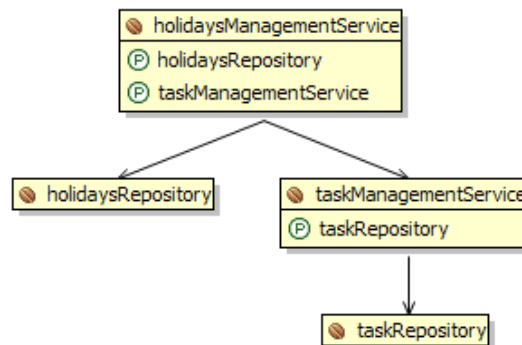 holidaysManagementService
P holidaysRepository
P taskManagementService
holidaysRepository
taskManagementService
P taskRepository
taskRepository